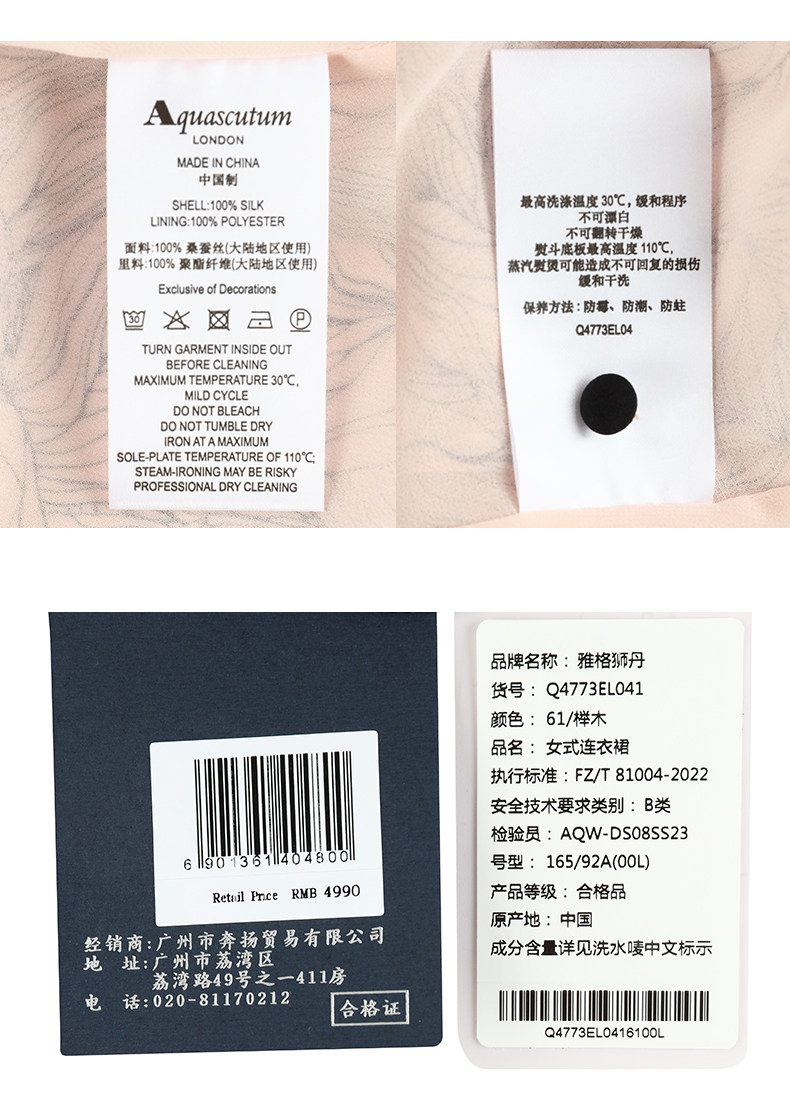 Aquascutum
LONDON
MADE IN CHINA
中国制
SHELL:100% SILK
LINING:100% POLYESTER
面料:100% 桑蚕丝(大陆地区使用)
里料:100% 聚酯纤维(大陆地区使用)
Exclusive of Decorations
30
P
TURN GARMENT INSIDE OUT
BEFORE CLEANING
MAXIMUM TEMPERATURE 30℃,
MILD CYCLE
DO NOT BLEACH
DO NOT TUMBLE DRY
IRON AT A MAXIMUM
SOLE-PLATE TEMPERATURE OF 110℃;
STEAM-IRONING MAY BE RISKY
PROFESSIONAL DRY CLEANING
最高洗涤温度30℃，缓和程序
不可漂白
不可翻转干燥
熨斗底板最高温度110℃，
蒸汽熨烫可能造成不可回复的损伤
缓和干洗
保养方法：防霉、防潮、防蛀
Q4773EL04
6 901361 404800
Retail Price RMB 4990
经销商:广州市奔扬贸易有限公司
地 址:广州市荔湾区
荔湾路49号之一411房
电 话:020-81170212
合格证
品牌名称： 雅格狮丹
货号： Q4773EL041
颜色： 61/榉木
品名： 女式连衣裙
执行标准：FZ/T 81004-2022
安全技术要求类别： B类
检验员： AQW-DS08SS23
号型： 165/92A(00L)
产品等级： 合格品
原产地： 中国
成分含量详见洗水唛中文标示
Q4773EL0416100L